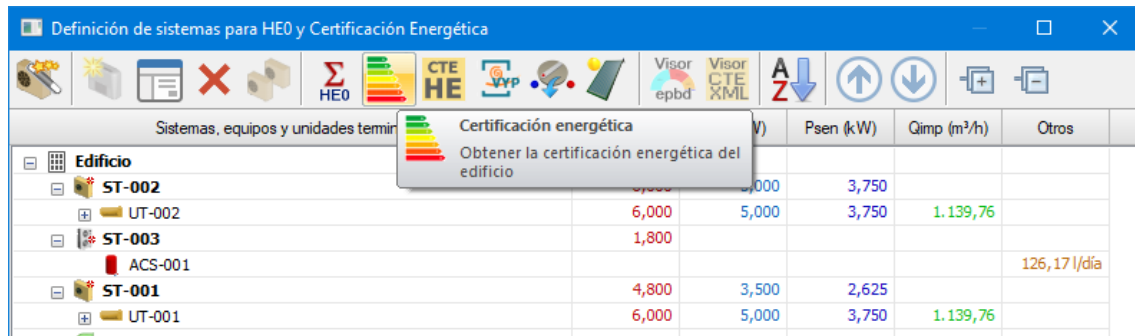 Definición de sistemas para HE0 y Certificación Energética
Σ HE0 CTE HE VYP Visor epbd Visor CTE XML A Z
Sistemas, equipos y unidades termin W) Psen (kW) Qimp (m³/h) Otros
Certificación energética
Obtener la certificación energética del
edificio
Edificio
ST-002 3,750
UT-002 6,000 5,000 3,750 1.139,76
ST-003 1,800
ACS-001 126,17 l/día
ST-001 4,800 3,500 2,625
UT-001 6,000 5,000 3,750 1.139,76